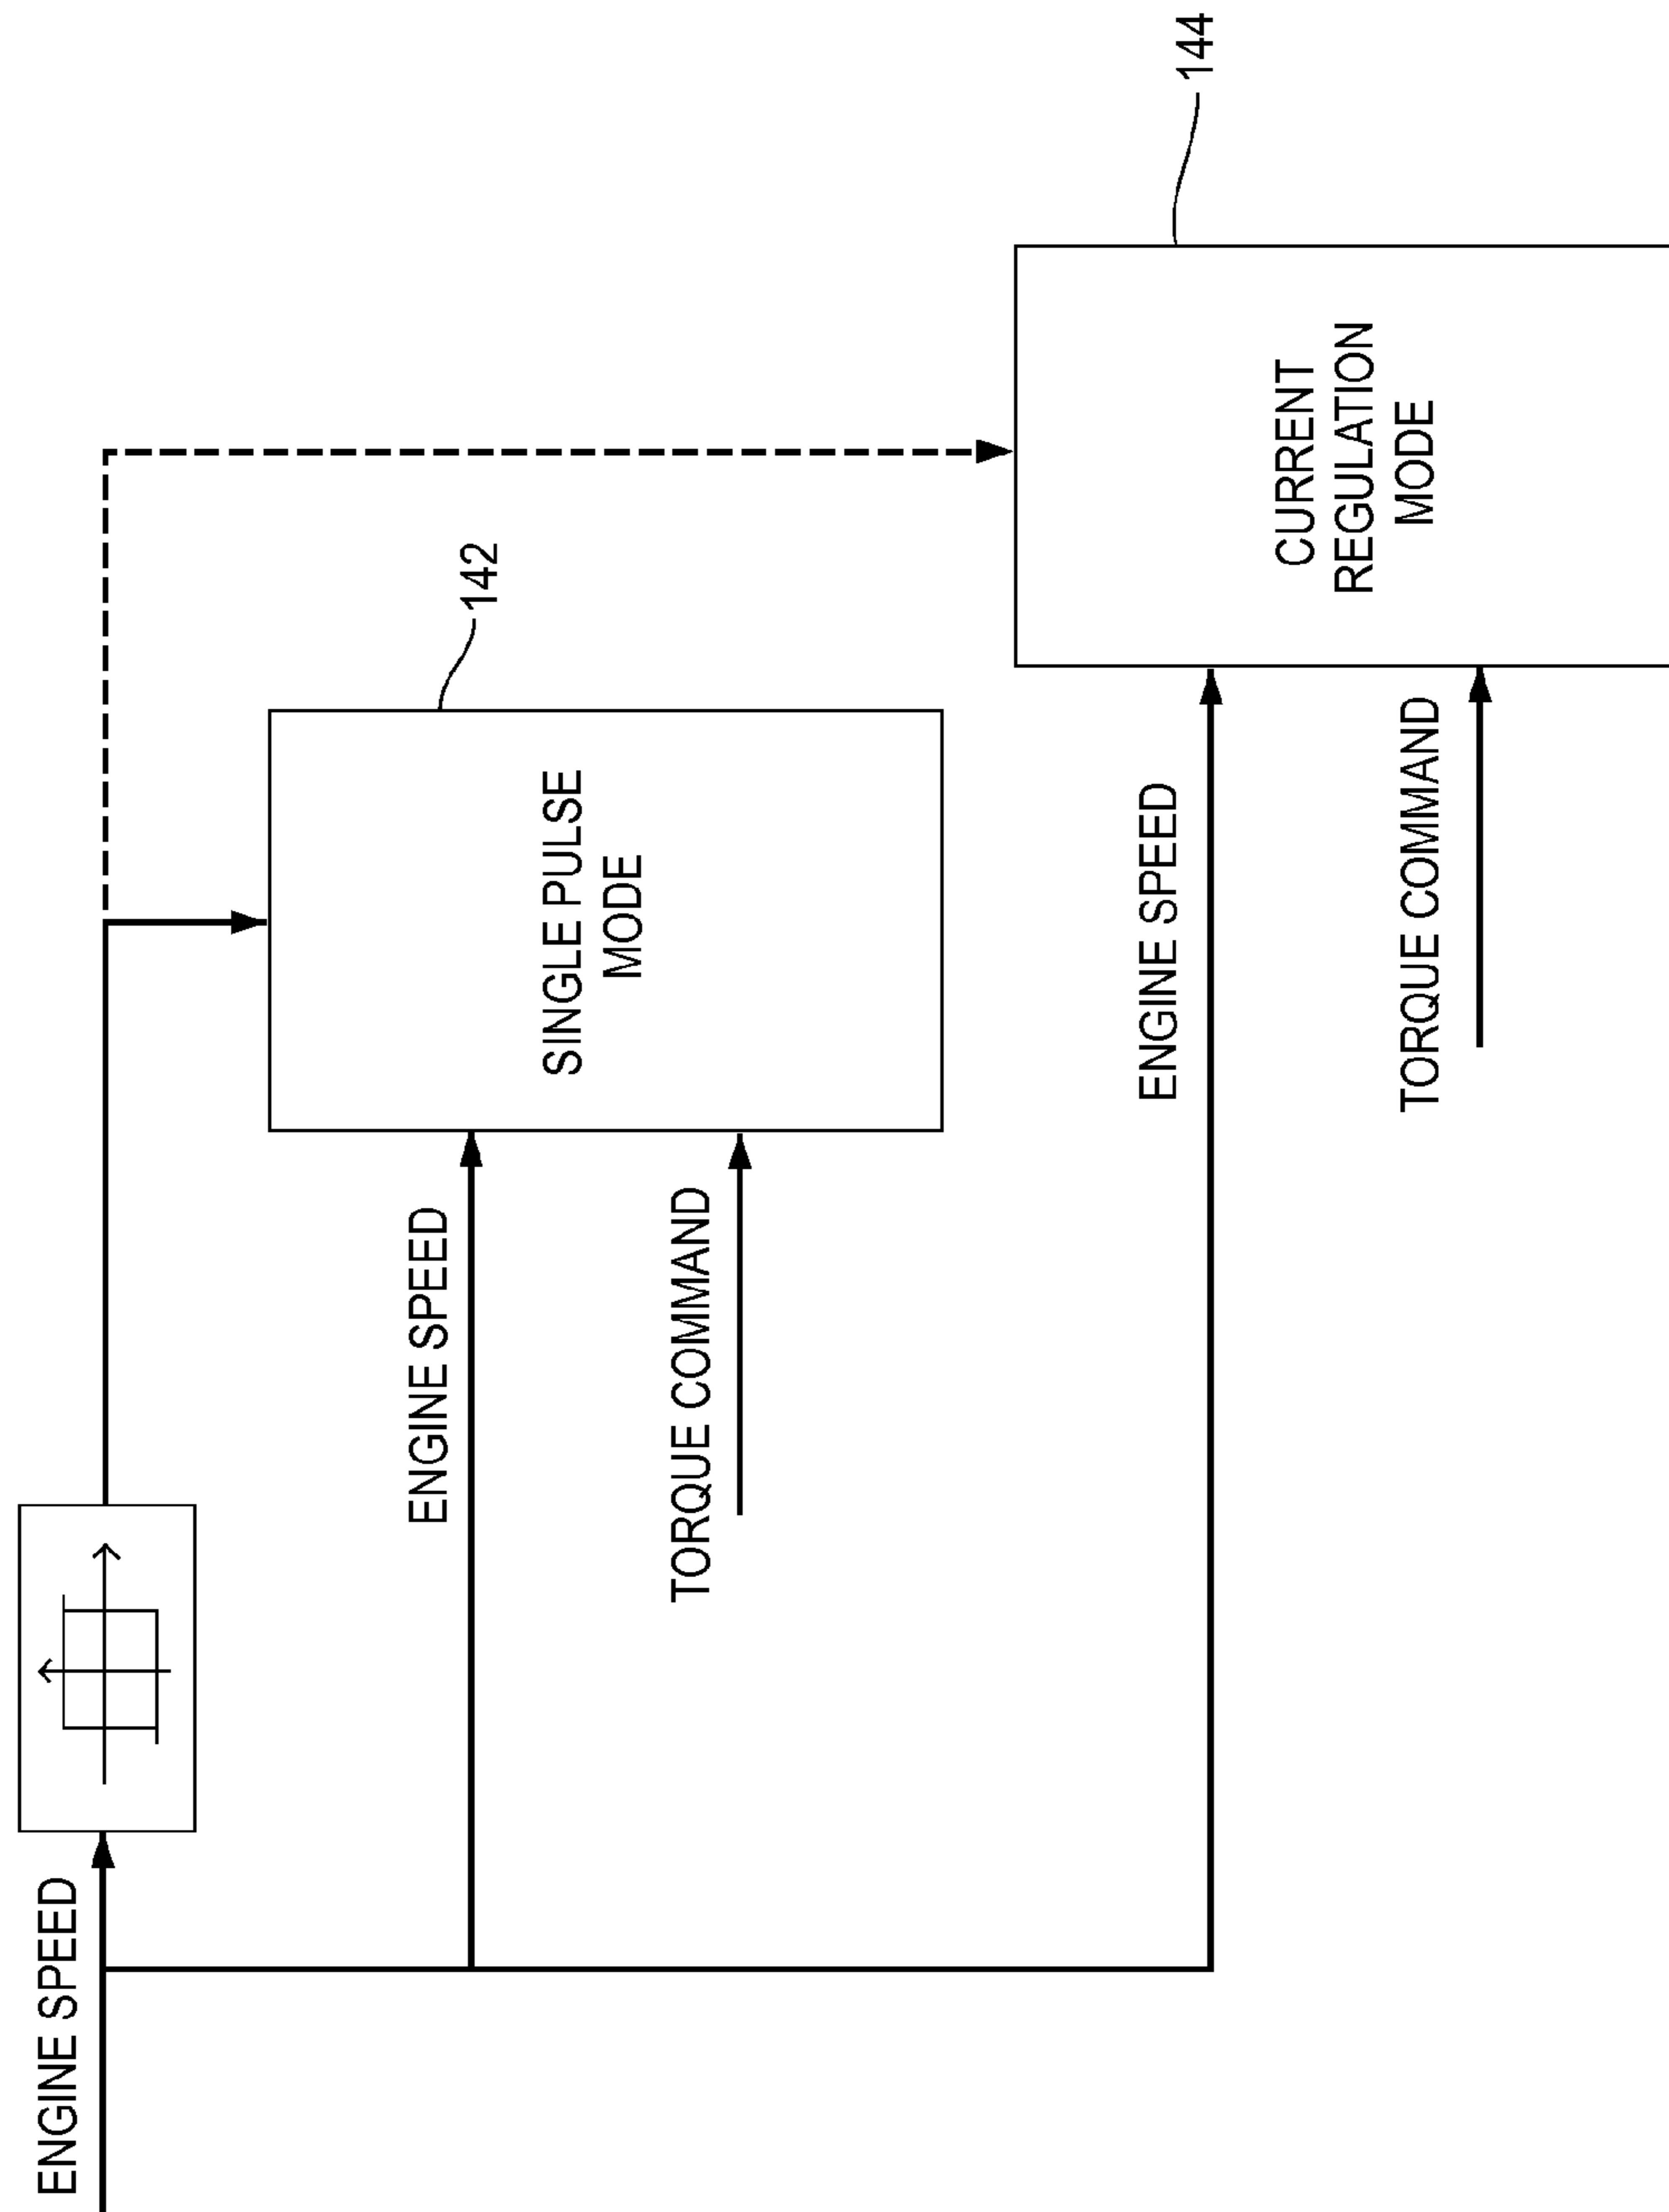 ENGINE SPEED
142
SINGLE PULSE
MODE
ENGINE SPEED
TORQUE COMMAND
144
CURRENT
REGULATION
MODE
ENGINE SPEED
TORQUE COMMAND